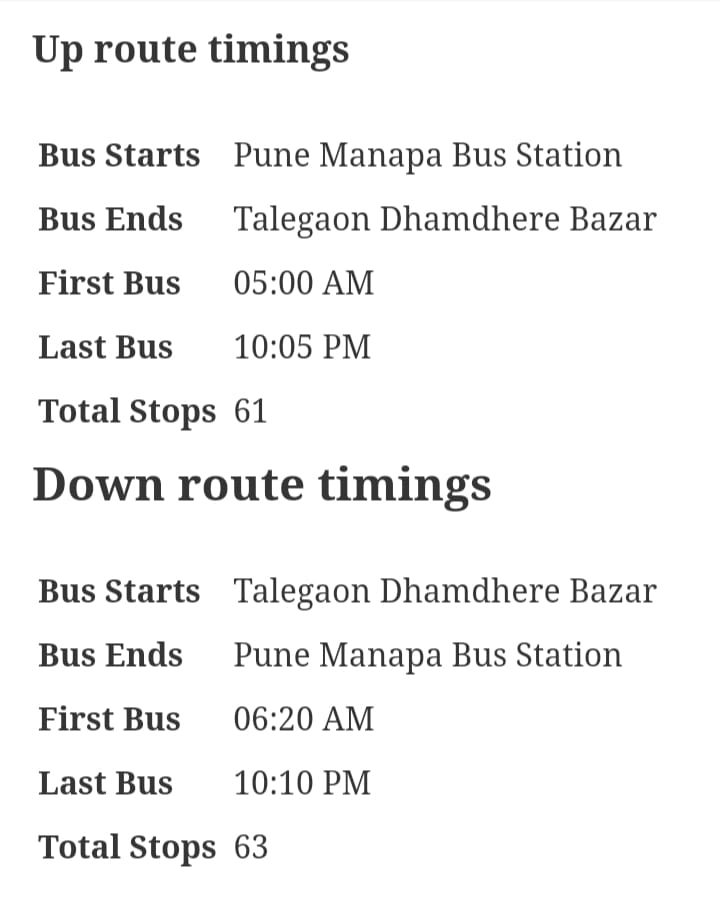 Up route timings
Bus Starts Pune Manapa Bus Station
Bus Ends Talegaon Dhamdhere Bazar
First Bus 05:00 AM
Last Bus 10:05 PM
Total Stops 61
Down route timings
Bus Starts Talegaon Dhamdhere Bazar
Bus Ends Pune Manapa Bus Station
First Bus 06:20 AM
Last Bus 10:10 PM
Total Stops 63